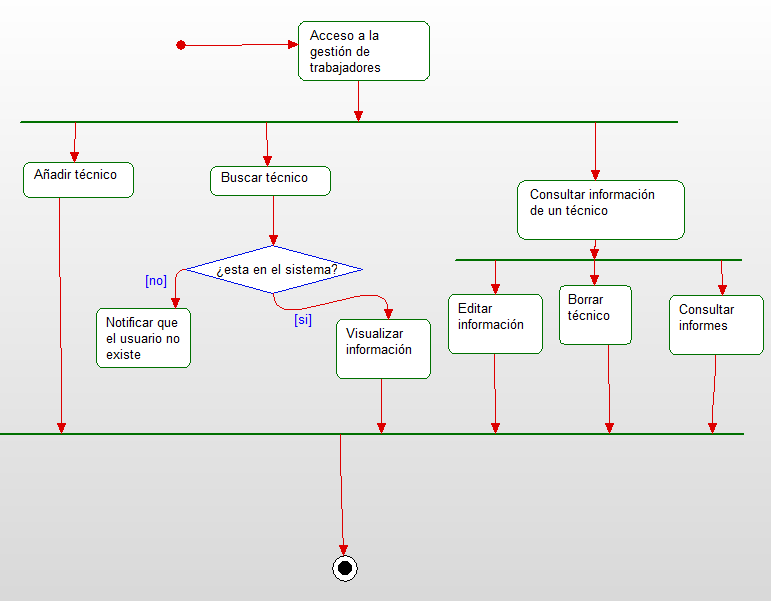 Acceso a la
gestión de
trabajadores
Añadir técnico
Buscar técnico
Consultar información
de un técnico
¿esta en el sistema?
[no]
[si]
Notificar que
el usuario no
existe
Visualizar
información
Editar
información
Borrar
técnico
Consultar
informes